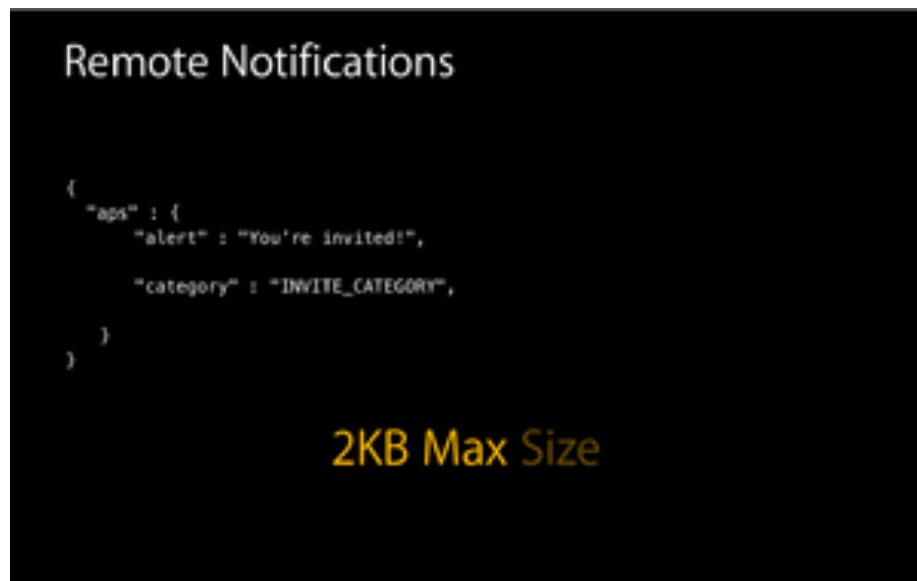 Remote Notifications
{
"aps" : {
"alert" : "You're invited!",
"category" : "INVITE_CATEGORY",
}
}
2KB Max Size